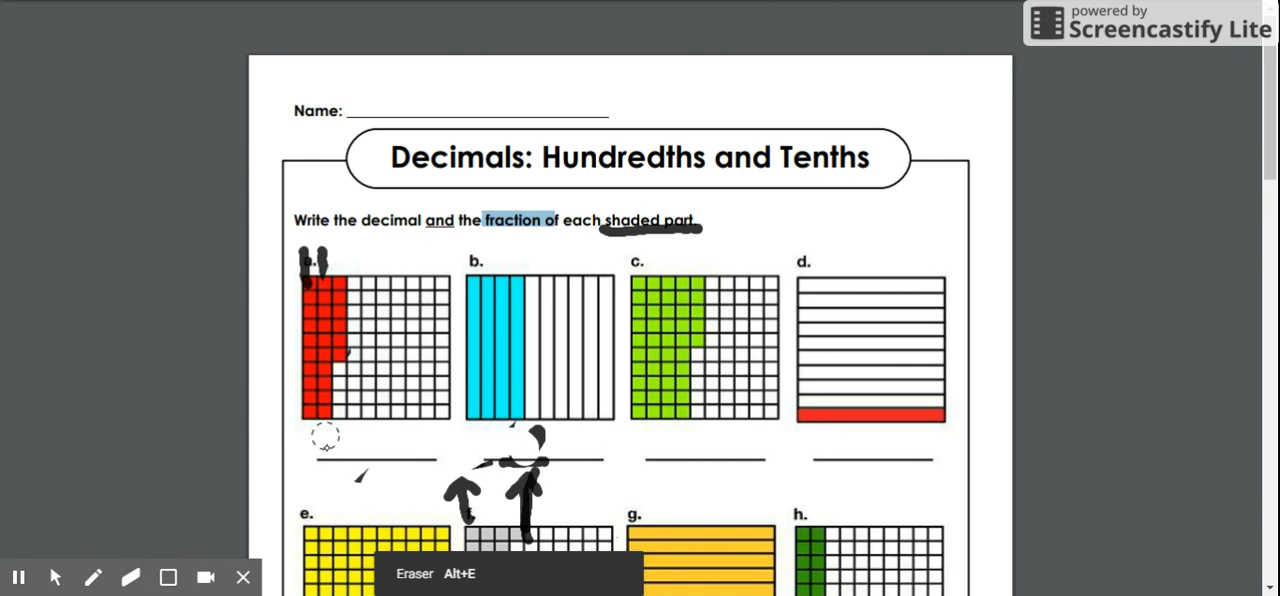 powered by
Screencastify Lite
Name:
Decimals: Hundredths and Tenths
Write the decimal and the fraction of each shaded part.
a. b. c. d.
e. f. g. h.
Eraser Alt+E